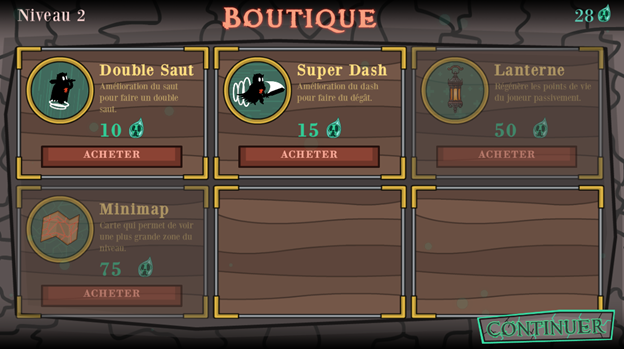 Niveau 2
BOUTIQUE
28
Double Saut
Amélioration du saut
pour faire un double
saut.
10
ACHETER
Super Dash
Amélioration du dash
pour faire du dégât.
15
ACHETER
Lanterne
Regénère les points de vie
du joueur passivement.
50
ACHETER
Minimap
Carte qui permet de voir
une plus grande zone du
niveau.
75
ACHETER
CONTINUER